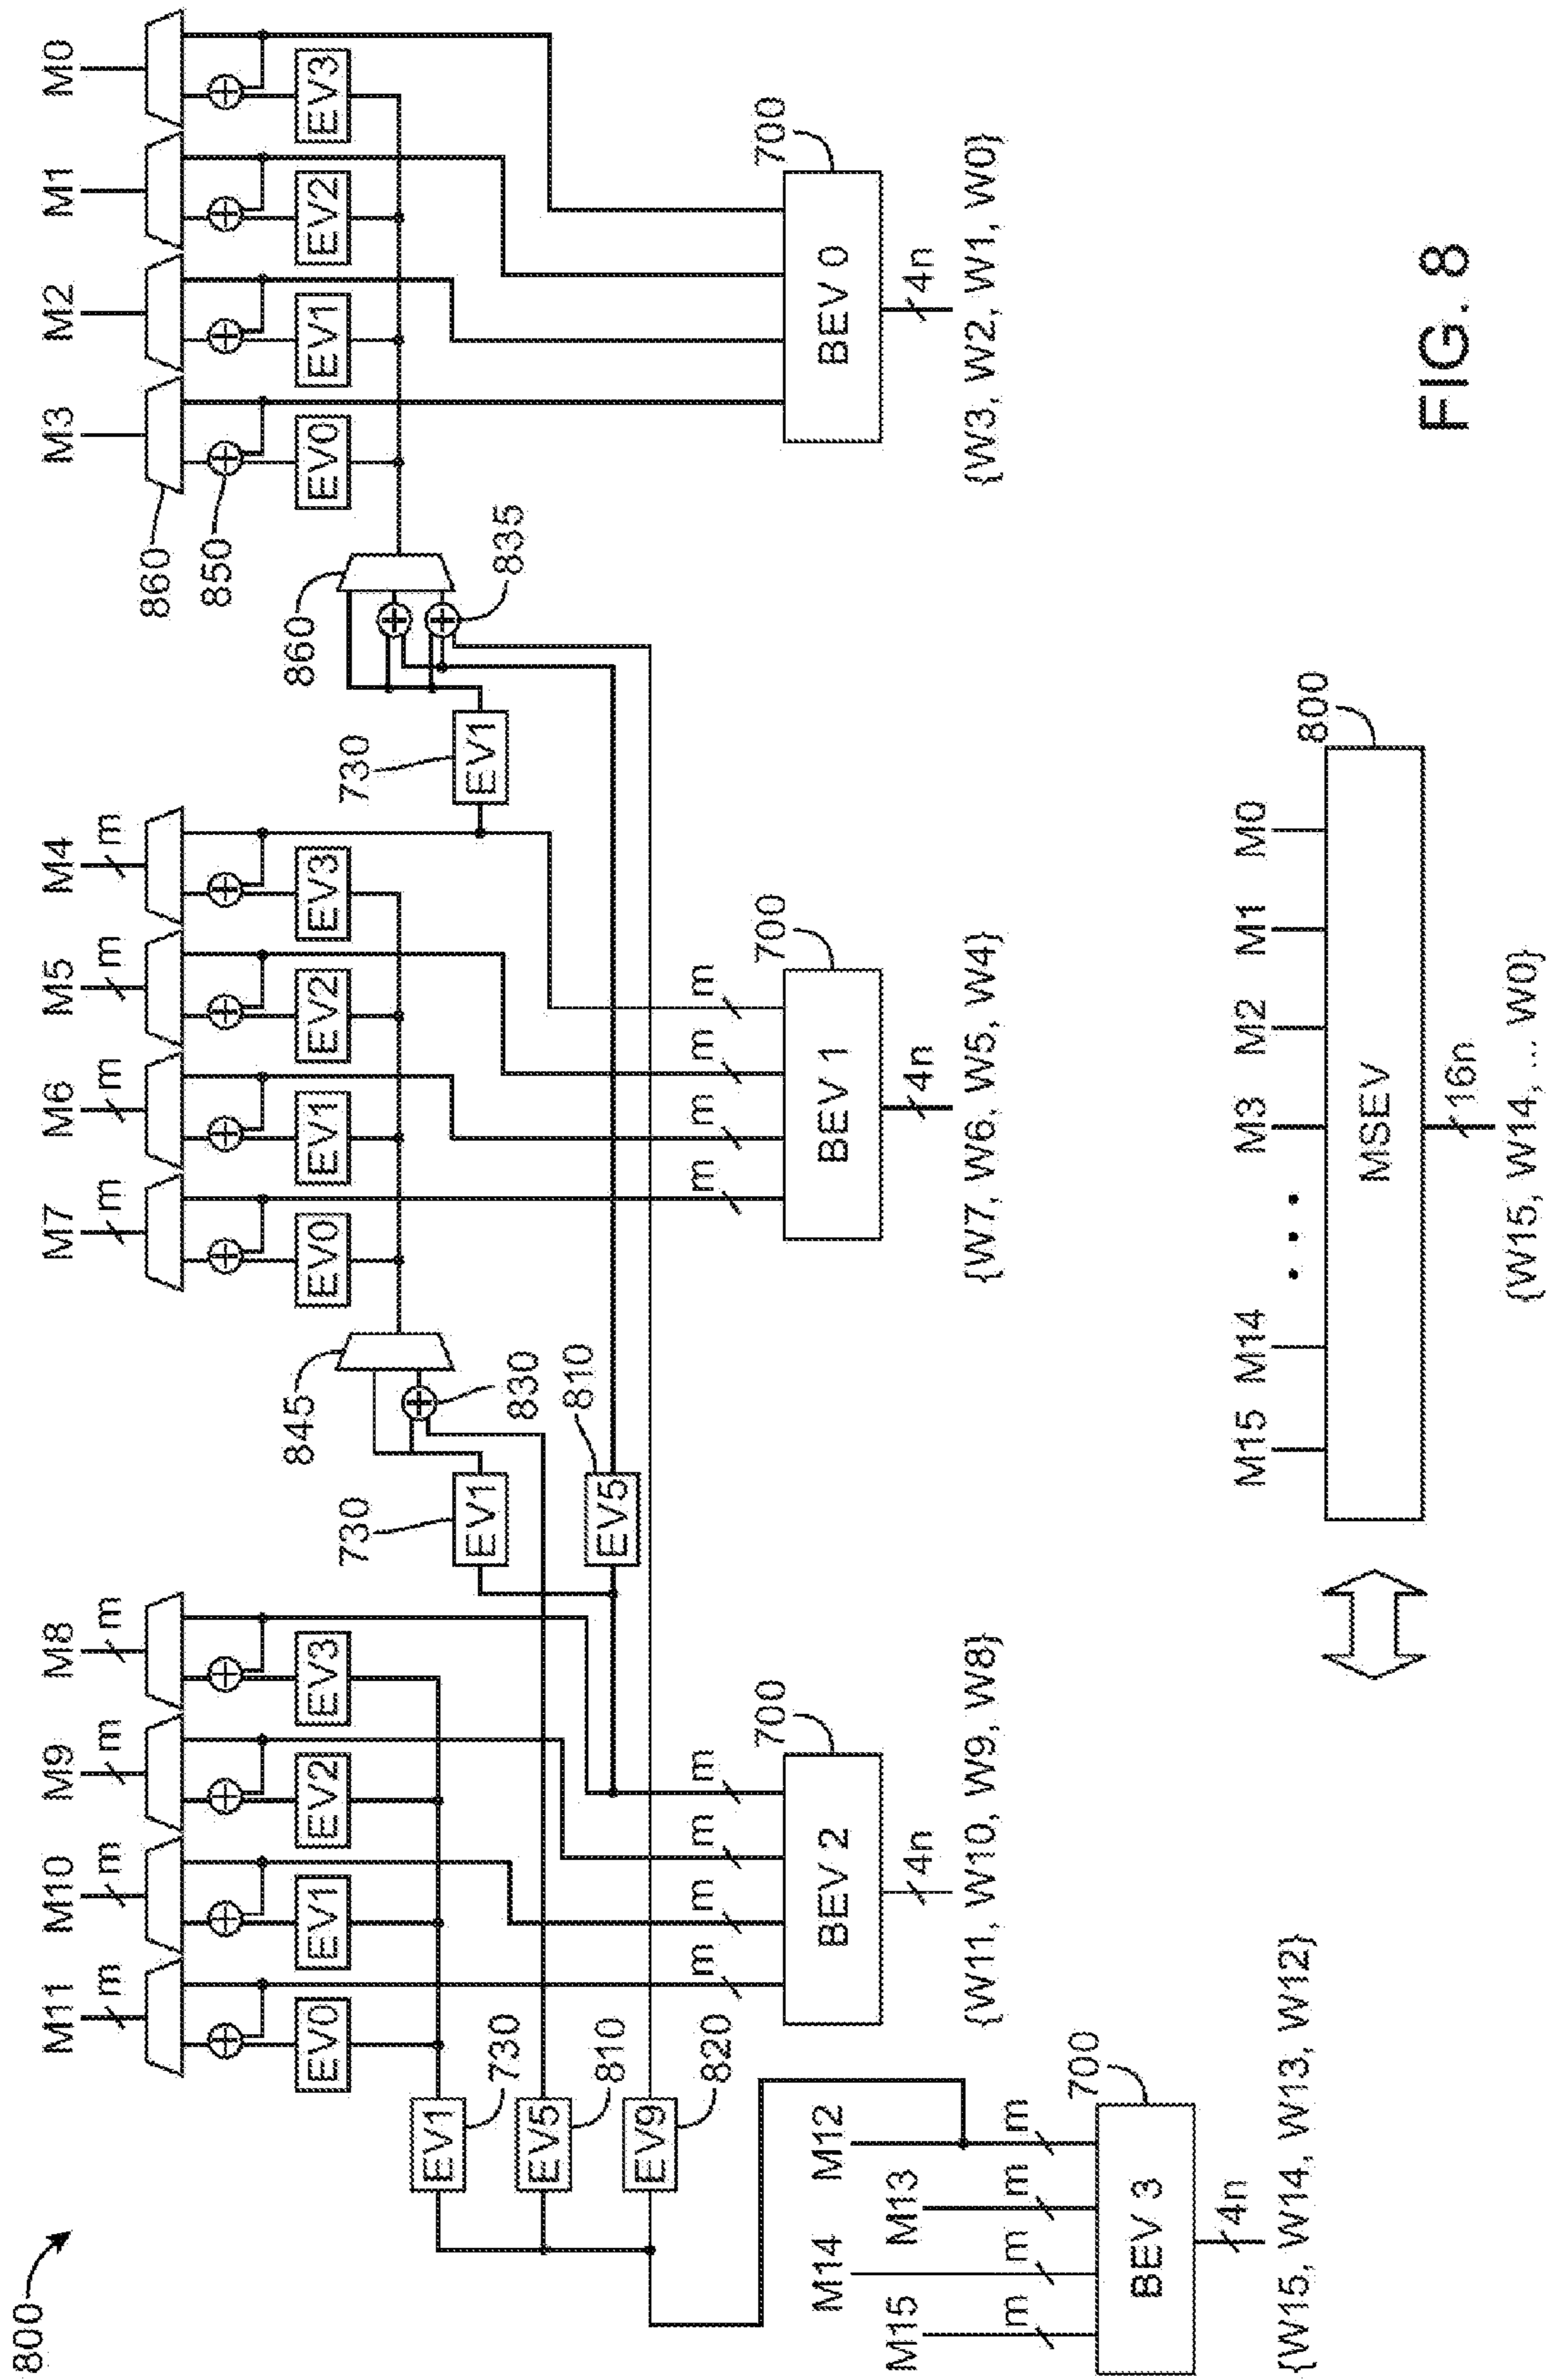 800
M11 M10 M9 M8 M7 M6 M5 M4 M3 M2 M1 M0
m m m m m m m m
860
850
EV0 EV1 EV2 EV3 EV0 EV1 EV2 EV3 EV0 EV1 EV2 EV3
845 860
EV1 730 730 EV1 830 730 EV1 835
EV5 810 810 EV5
EV9 820
m m m m 700 m m m m 700 700
BEV 2 BEV 1 BEV 0
4n 4n 4n
{W11, W10, W9, W8} {W7, W6, W5, W4} {W3, W2, W1, W0}
M15 M14 M13 M12
m m m m 700
BEV 3
4n
{W15, W14, W13, W12}
M15 M14 M3 M2 M1 M0 800
MSEV
16n
{W15, W14, ... W0}
FIG. 8